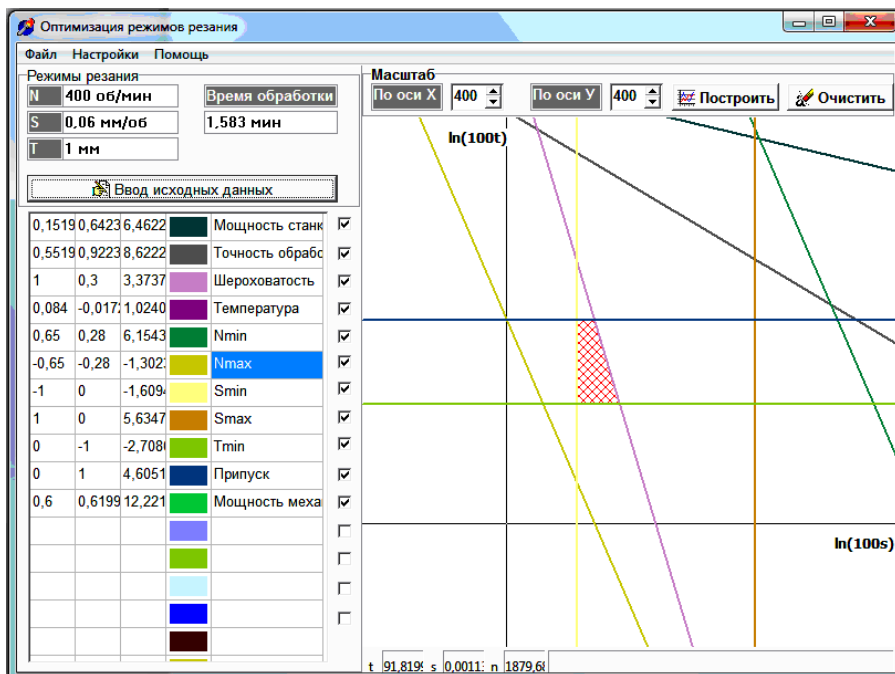 Оптимизация режимов резания
Файл Настройки Помощь
Режимы резания
N 400 об/мин Время обработки
S 0,06 мм/об 1,583 мин
T 1 мм
Ввод исходных данных
Масштаб
По оси X 400 По оси У 400 Построить Очистить
0,1519 0,6423 6,4622 Мощность станк
0,5519 0,9223 8,6222 Точность обрабо
1 0,3 3,3737 Шероховатость
0,084 -0,017 1,0240 Температура
0,65 0,28 6,1543 Nmin
-0,65 -0,28 -1,302 Nmax
-1 0 -1,609 Smin
1 0 5,6347 Smax
0 -1 -2,708 Tmin
0 1 4,6051 Припуск
0,6 0,6199 12,221 Мощность меха
ln(100t)
ln(100s)
t 91,819 s 0,0011 n 1879,6